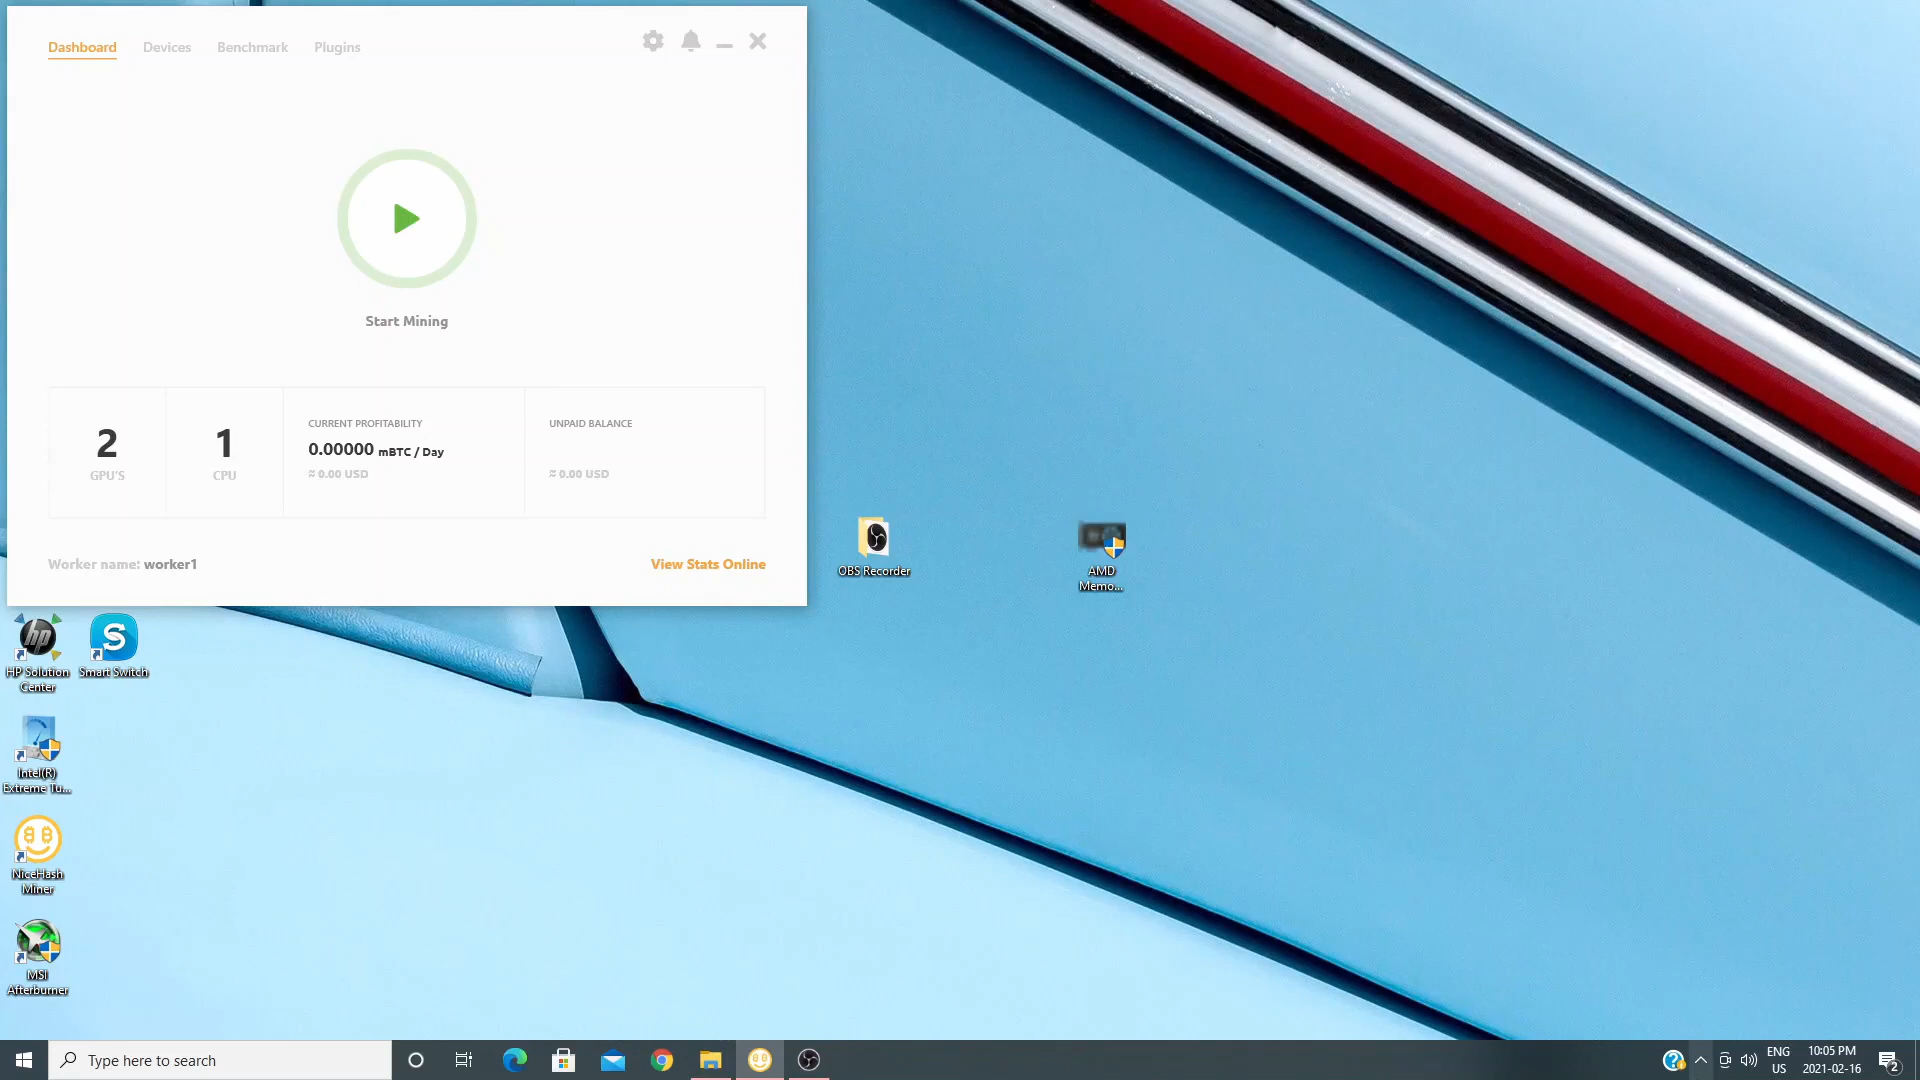 Dashboard
Devices
Benchmark
Plugins
Start Mining
2
GPU'S
1
CPU
CURRENT PROFITABILITY
0.00000 mBTC / Day
≈ 0.00 USD
UNPAID BALANCE
≈ 0.00 USD
Worker name: worker1
View Stats Online
OBS Recorder
AMD
Memo...
HP Solution
Center
Smart Switch
Intel(R)
Extreme Tu...
NiceHash
Miner
MSI
Afterburner
Type here to search
ENG
US
10:05 PM
2021-02-16
2